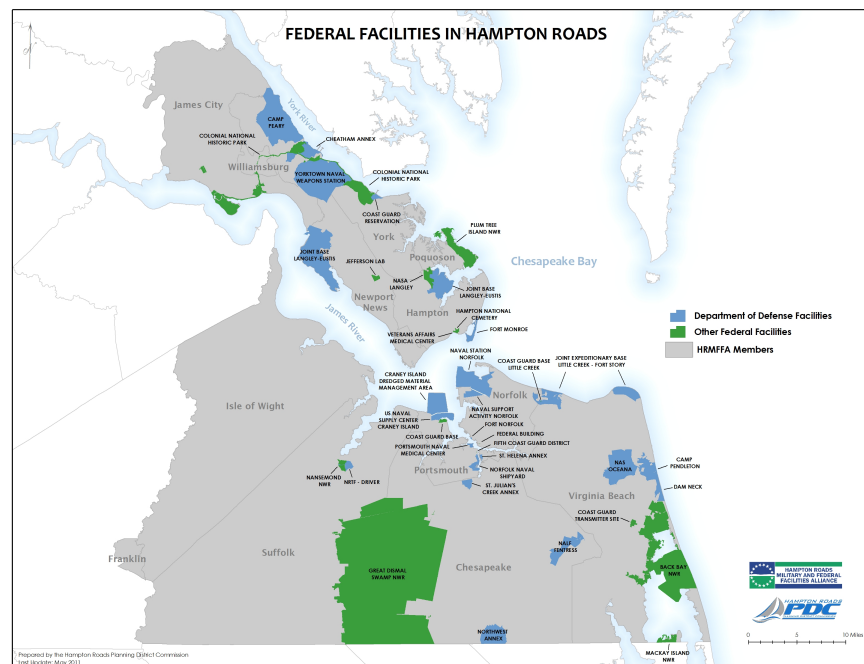 FEDERAL FACILITIES IN HAMPTON ROADS
James City
York River
CAMP
PEARY
COLONIAL NATIONAL
HISTORIC PARK
CHEATHAM ANNEX
Williamsburg
YORKTOWN NAVAL
WEAPONS STATION
COLONIAL NATIONAL
HISTORIC PARK
COAST GUARD
RESERVATION
York
PLUM TREE
ISLAND NWR
JOINT BASE
LANGLEY-EUSTIS
JEFFERSON LAB
Poquoson
Chesapeake Bay
NASA
LANGLEY
JOINT BASE
LANGLEY-EUSTIS
Newport
News
James River
Hampton
HAMPTON NATIONAL
CEMETERY
FORT MONROE
VETERANS AFFAIRS
MEDICAL CENTER
Department of Defense Facilities
Other Federal Facilities
HRMFFA Members
NAVAL STATION
NORFOLK
COAST GUARD BASE
LITTLE CREEK
JOINT EXPEDITIONARY BASE
LITTLE CREEK - FORT STORY
CRANEY ISLAND
DREDGED MATERIAL
MANAGEMENT AREA
Norfolk
Isle of Wight
US NAVAL
SUPPLY CENTER
CRANEY ISLAND
NAVAL SUPPORT
ACTIVITY NORFOLK
FORT NORFOLK
COAST GUARD BASE
FEDERAL BUILDING
PORTSMOUTH NAVAL
MEDICAL CENTER
FIFTH COAST GUARD DISTRICT
ST. HELENA ANNEX
Portsmouth
NORFOLK NAVAL
SHIPYARD
NAS
OCEANA
CAMP
PENDLETON
NANSEMOND
NWR
NRTF - DRIVER
ST. JULIAN'S
CREEK ANNEX
DAM NECK
Virginia Beach
COAST GUARD
TRANSMITTER SITE
Franklin
Suffolk
GREAT DISMAL
SWAMP NWR
Chesapeake
NALF
FENTRESS
BACK BAY
NWR
HAMPTON ROADS
MILITARY AND FEDERAL
FACILITIES ALLIANCE
HAMPTON ROADS
PDC
NORTHWEST
ANNEX
0 5 10 Miles
MACKAY ISLAND
NWR
Prepared by the Hampton Roads Planning District Commission
Last Update: May 2011